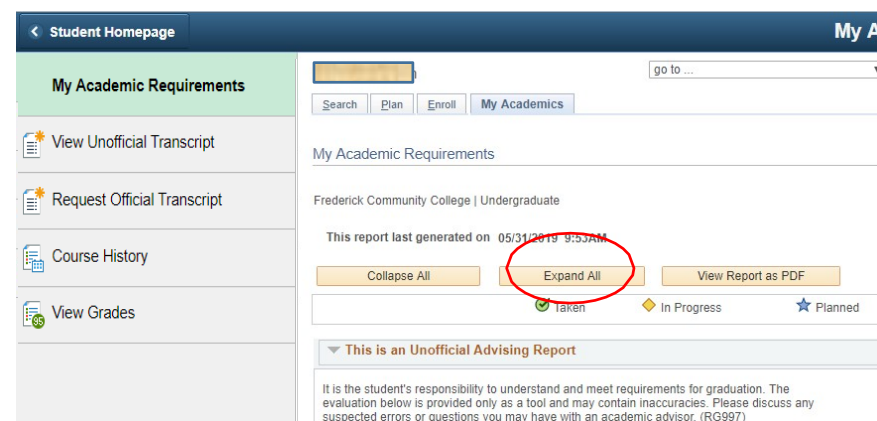 Student Homepage
My A
My Academic Requirements
View Unofficial Transcript
Request Official Transcript
Course History
View Grades
95
go to ...
Search Plan Enroll My Academics
My Academic Requirements
Frederick Community College | Undergraduate
This report last generated on 05/31/2019 9:53AM
Collapse All Expand All View Report as PDF
Taken In Progress Planned
This is an Unofficial Advising Report
It is the student's responsibility to understand and meet requirements for graduation. The
evaluation below is provided only as a tool and may contain inaccuracies. Please discuss any
suspected errors or questions you may have with an academic advisor. (RG997)